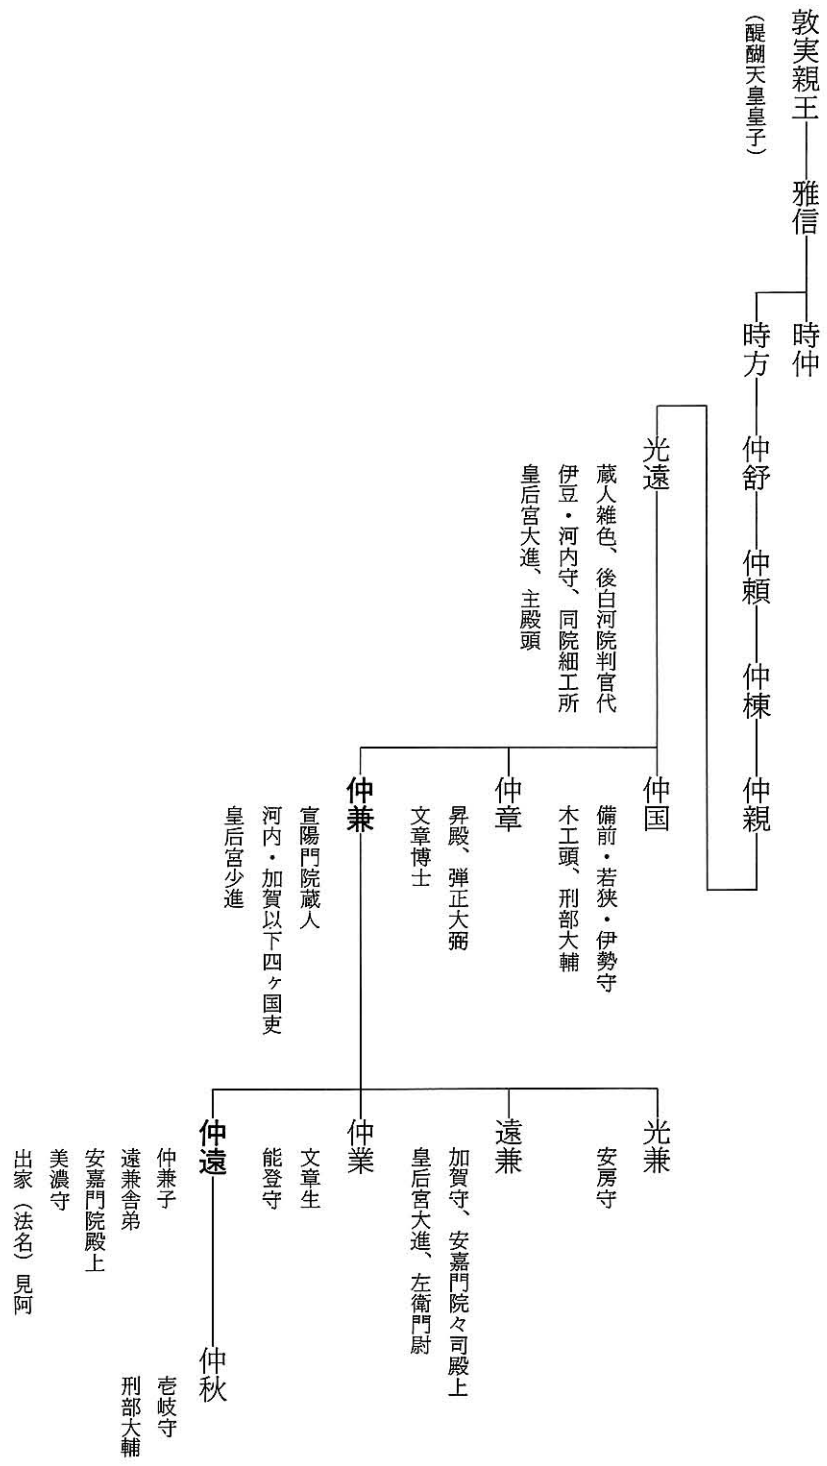 敦実親王
（醍醐天皇皇子）
雅信
時仲
時方
仲舒
仲頼
仲棟
仲親
光遠
蔵人雑色、後白河院判官代
伊豆・河内守、同院細工所
皇后宮大進、主殿頭
仲国
備前・若狭・伊勢守
木工頭、刑部大輔
仲章
昇殿、弾正大弼
文章博士
仲兼
宣陽門院蔵人
河内・加賀以下四ヶ国吏
皇后宮少進
光兼
安房守
遠兼
加賀守、安嘉門院々司殿上
皇后宮大進、左衛門尉
仲業
文章生
能登守
仲遠
仲兼子
遠兼舎弟
安嘉門院殿上
美濃守
出家（法名）見阿
仲秋
壱岐守
刑部大輔